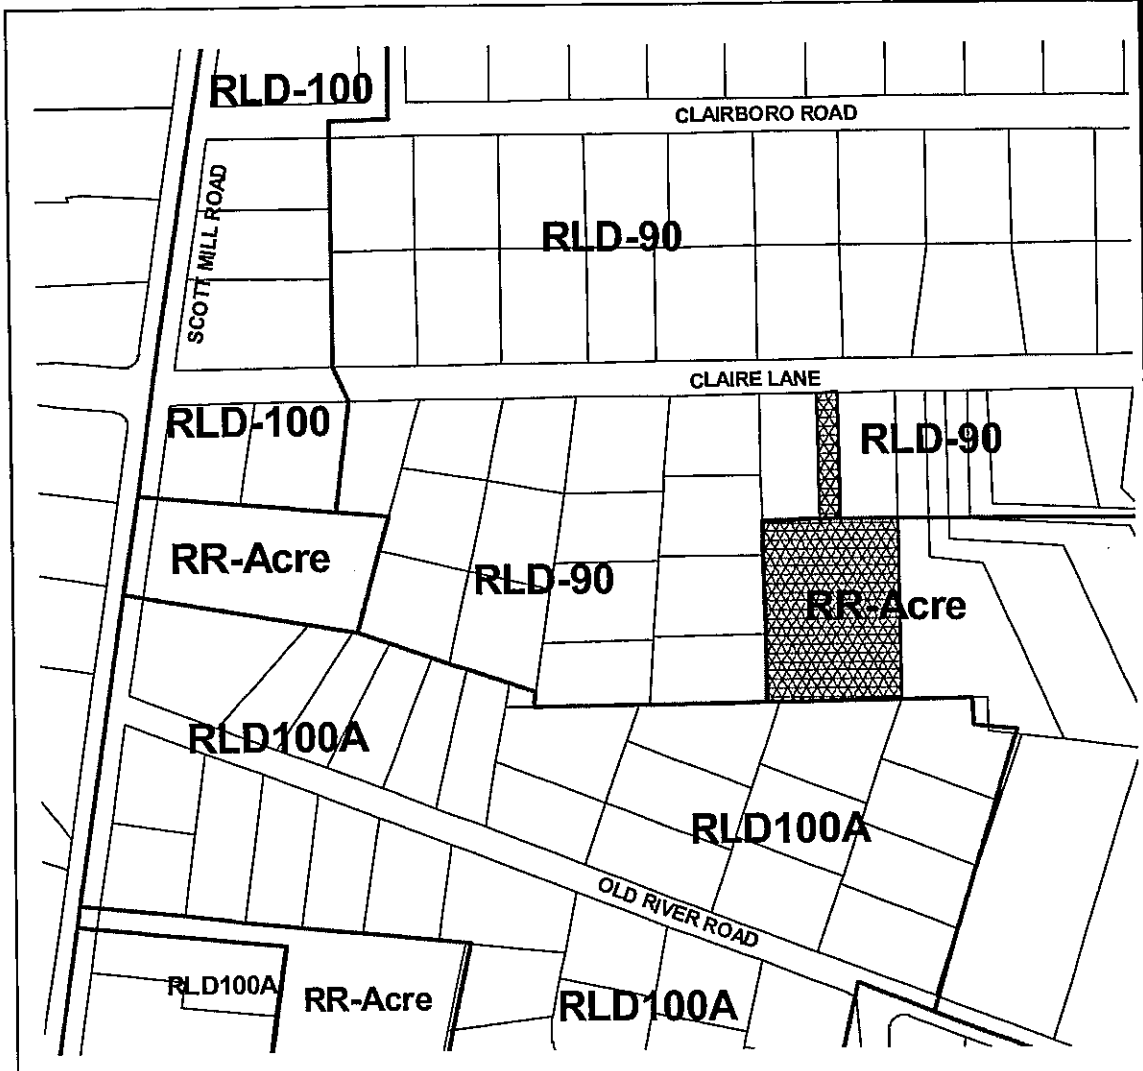 RLD-100
CLAIRBORO ROAD
SCOTT MILL ROAD
RLD-90
CLAIRE LANE
RLD-100
RLD-90
RR-Acre
RLD-90
RR-Acre
RLD100A
RLD100A
OLD RIVER ROAD
RLD100A
RR-Acre
RLD100A